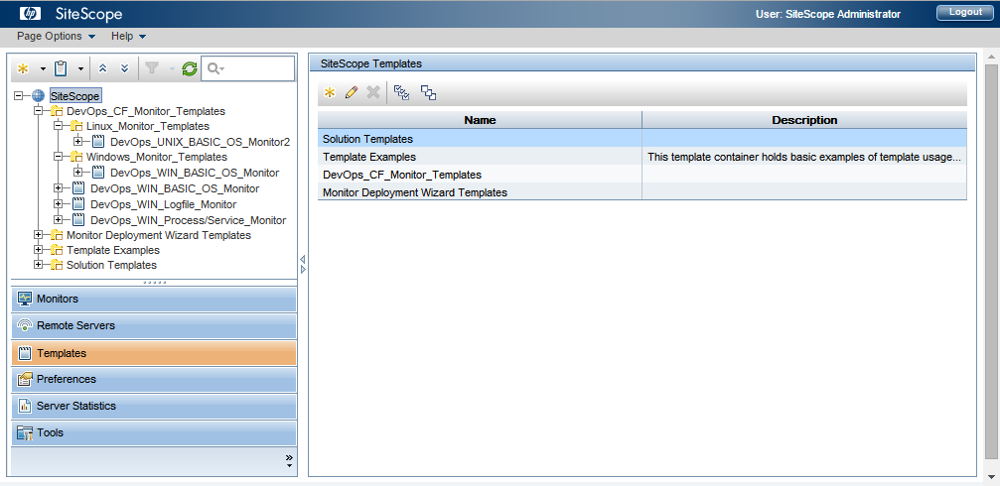 hp SiteScope User: SiteScope Administrator Logout
Page Options Help
SiteScope
DevOps_CF_Monitor_Templates
Linux_Monitor_Templates
DevOps_UNIX_BASIC_OS_Monitor2
Windows_Monitor_Templates
DevOps_WIN_BASIC_OS_Monitor
DevOps_WIN_BASIC_OS_Monitor
DevOps_WIN_Logfile_Monitor
DevOps_WIN_Process/Service_Monitor
Monitor Deployment Wizard Templates
Template Examples
Solution Templates
Monitors
Remote Servers
Templates
Preferences
Server Statistics
Tools
SiteScope Templates
Name Description
Solution Templates
Template Examples This template container holds basic examples of template usage...
DevOps_CF_Monitor_Templates
Monitor Deployment Wizard Templates